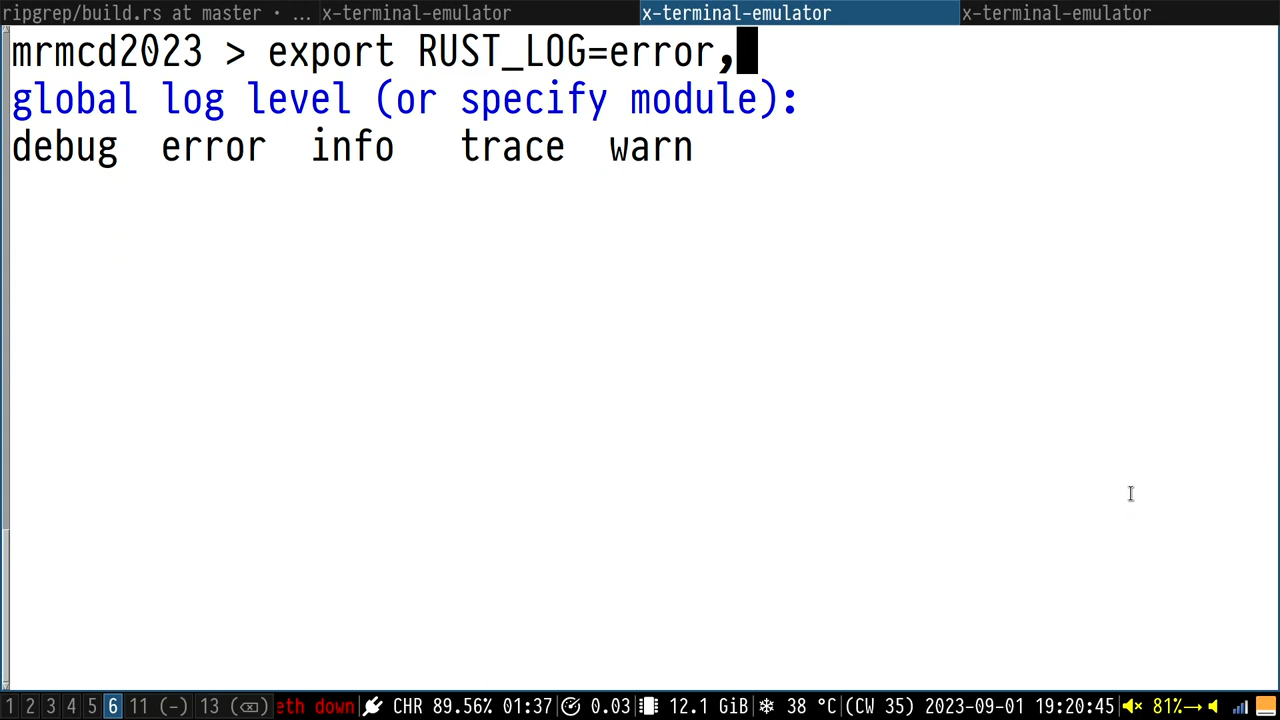 ripgrep/build.rs at master · ... x-terminal-emulator x-terminal-emulator x-terminal-emulator
mrmcd2023 > export RUST_LOG=error,
global log level (or specify module):
debug error info trace warn
1 2 3 4 5 6 11 (—) 13 (⌫) eth down CHR 89.56% 01:37 0.03 12.1 GiB 38 °C (CW 35) 2023-09-01 19:20:45 81%→